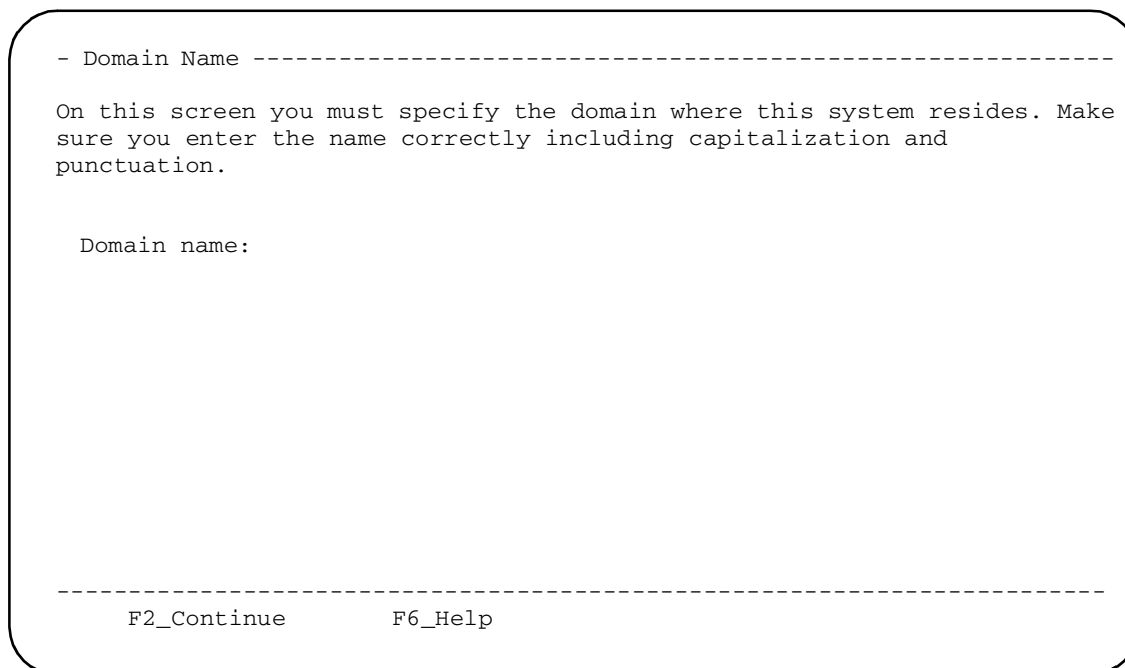 - Domain Name ------------------------------------------------------------
On this screen you must specify the domain where this system resides. Make
sure you enter the name correctly including capitalization and
punctuation.
Domain name:
-------------------------------------------------------------------------
F2_Continue F6_Help